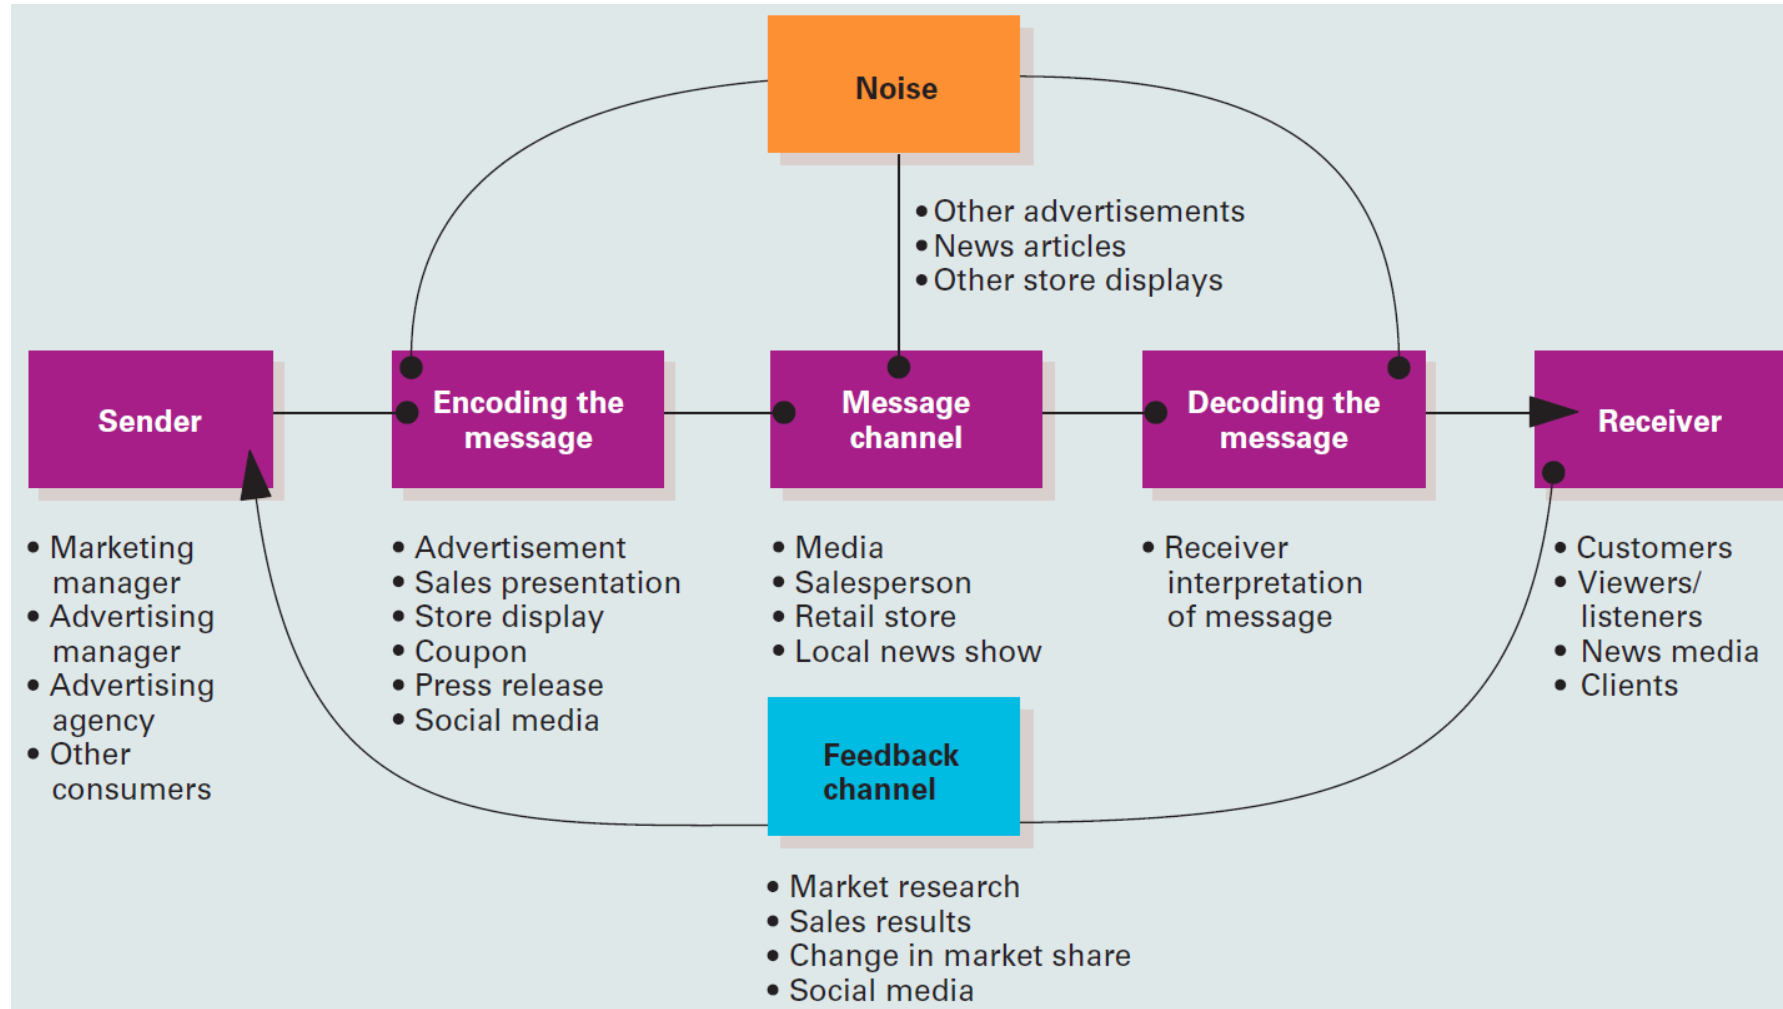 Noise
• Other advertisements
• News articles
• Other store displays
Sender
Encoding the
message
Message
channel
Decoding the
message
Receiver
• Marketing
manager
• Advertising
manager
• Advertising
agency
• Other
consumers
• Advertisement
• Sales presentation
• Store display
• Coupon
• Press release
• Social media
• Media
• Salesperson
• Retail store
• Local news show
• Receiver
interpretation
of message
• Customers
• Viewers/
listeners
• News media
• Clients
Feedback
channel
• Market research
• Sales results
• Change in market share
• Social media